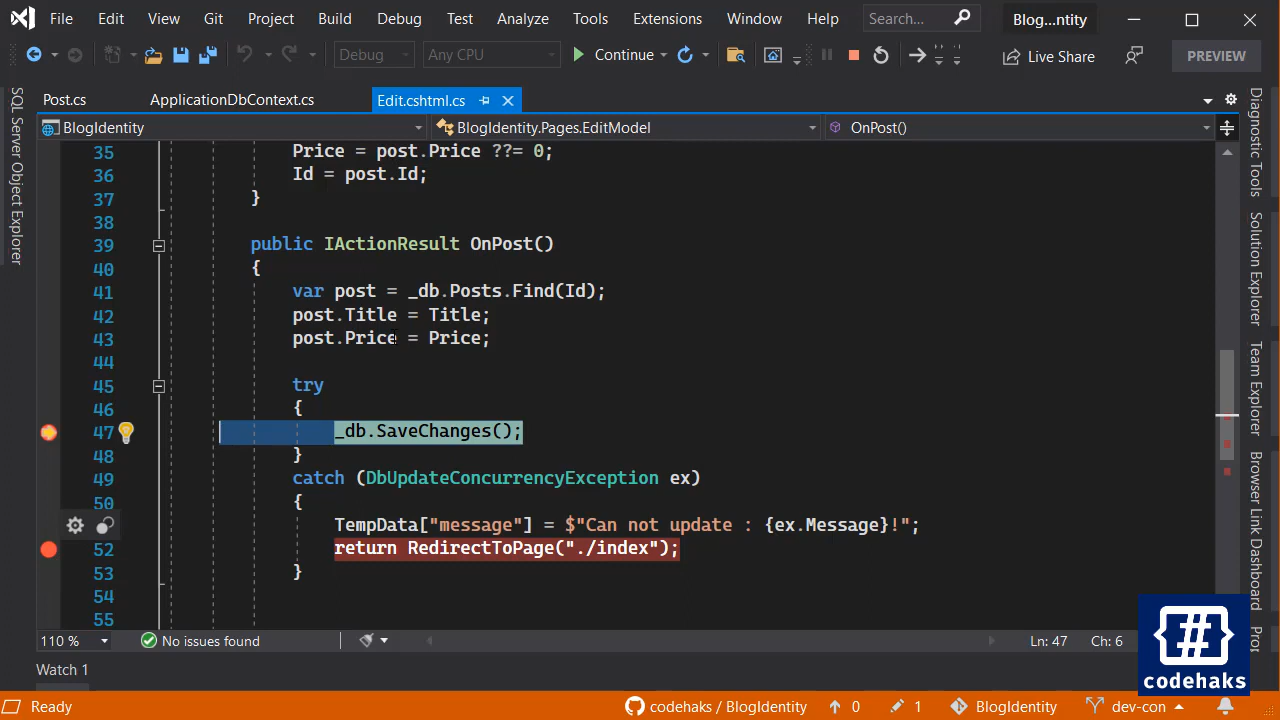 File Edit View Git Project Build Debug Test Analyze Tools Extensions Window Help Search... Blog...ntity
Debug Any CPU Continue Live Share PREVIEW
Post.cs ApplicationDbContext.cs Edit.cshtml.cs
BlogIdentity BlogIdentity.Pages.EditModel OnPost()
SQL Server Object Explorer
35 Price = post.Price ??= 0;
36 Id = post.Id;
37 }
38
39 public IActionResult OnPost()
40 {
41 var post = _db.Posts.Find(Id);
42 post.Title = Title;
43 post.Price = Price;
44
45 try
46 {
47 _db.SaveChanges();
48 }
49 catch (DbUpdateConcurrencyException ex)
50 {
TempData["message"] = $"Can not update : {ex.Message}!";
52 return RedirectToPage("./index");
53 }
54
55
Diagnostic Tools
Solution Explorer
Team Explorer
Browser Link Dashboard
110 % No issues found Ln: 47 Ch: 6
Watch 1
{#}
codehaks
Ready codehaks / BlogIdentity 0 1 BlogIdentity dev-con